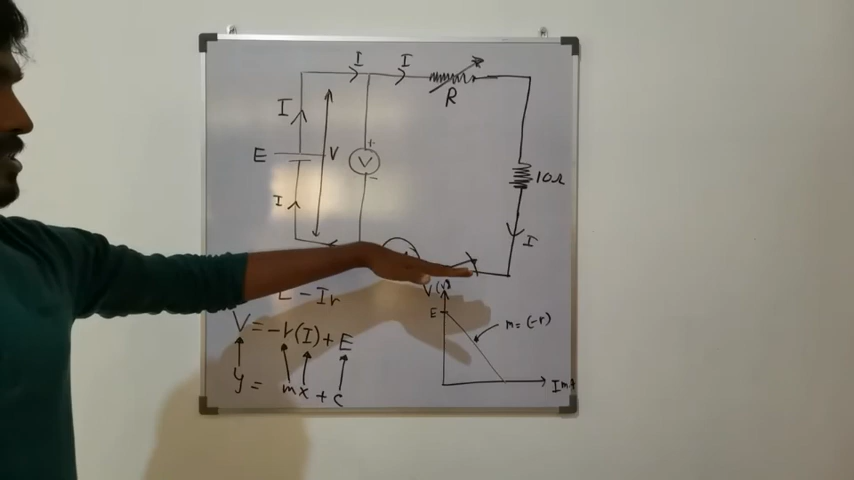 I I
R
I
E V V
+
-
10Ω
I
I
E - Ir
V = -r(I) + E
y = mx + c
V(v)
E
m = (-r)
I mA